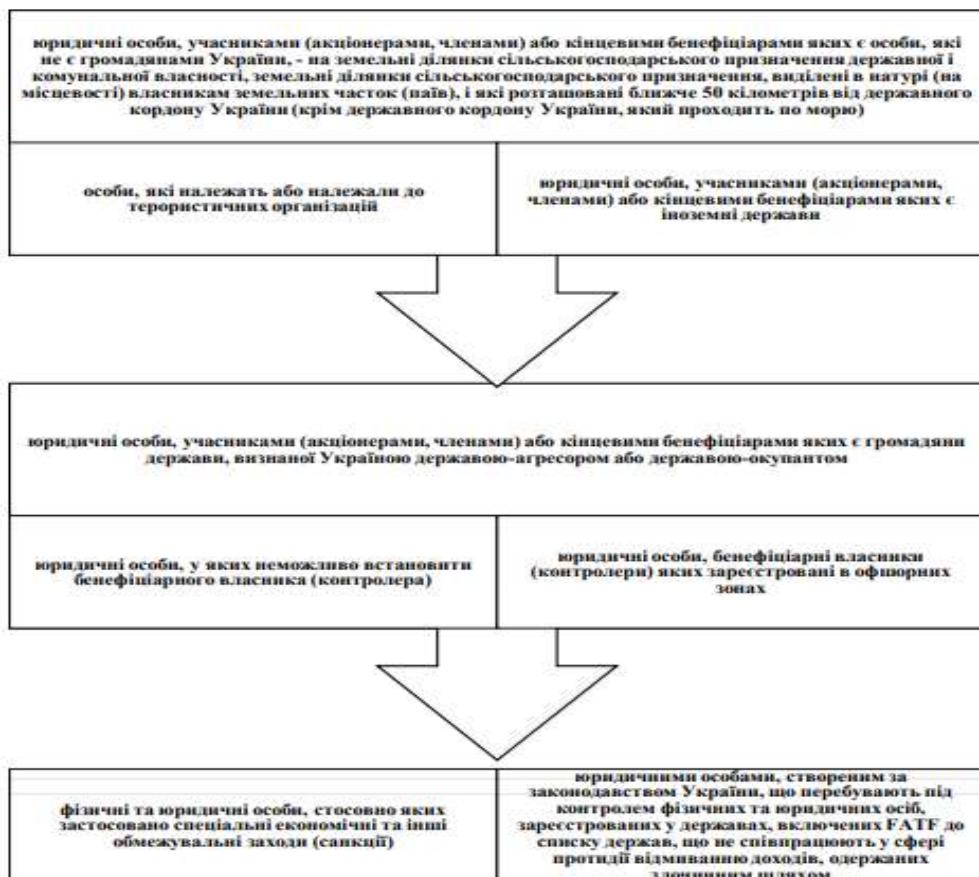 юридичні особи, учасниками (акціонерами, членами) або кінцевими бенефіціарами яких є особи, які
не є громадянами України, - на земельні ділянки сільськогосподарського призначення державної і
комунальної власності, земельні ділянки сільськогосподарського призначення, виділені в натурі (на
місцевості) власникам земельних часток (паїв), і які розташовані ближче 50 кілометрів від державного
кордону України (крім державного кордону України, який проходить по морю)
особи, які належать або належали до
терористичних організацій
юридичні особи, учасниками (акціонерами,
членами) або кінцевими бенефіціарами яких є
іноземні держави
юридичні особи, учасниками (акціонерами, членами) або кінцевими бенефіціарами яких є громадяни
держави, визнаної Україною державою-агресором або державою-окупантом
юридичні особи, у яких неможливо встановити
бенефіціарного власника (контролера)
юридичні особи, бенефіціарні власники
(контролери) яких зареєстровані в офшорних
зонах
фізичні та юридичні особи, стосовно яких
застосовано спеціальні економічні та інші
обмежувальні заходи (санкції)
юридичними особами, створеним за
законодавством України, що перебувають під
контролем фізичних та юридичних осіб,
зареєстрованих у державах, включених FATF до
списку держав, що не співпрацюють у сфері
протидії відмиванню доходів, одержаних
злочинним шляхом